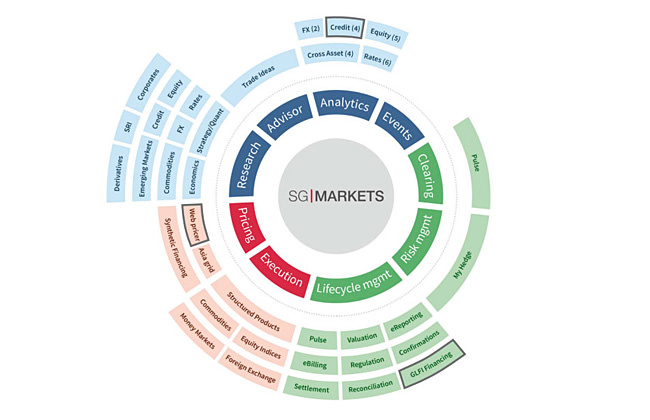 FX (2)
Credit (4)
Equity (5)
Cross Asset (4)
Rates (6)
Trade Ideas
Corporates
Equity
Rates
Strategy/Quant
SRI
Credit
FX
Derivatives
Emerging Markets
Commodities
Economics
Research
Advisor
Analytics
Events
Clearing
Risk mgmt
Lifecycle mgmt
Execution
Pricing
SG|MARKETS
Pulse
My Hedge
Web pricer
Asia grid
Synthetic Financing
Structured Products
Commodities
Equity Indices
Money Markets
Foreign Exchange
Pulse
Valuation
eReporting
eBilling
Regulation
Confirmations
Settlement
Reconciliation
GLFI Financing